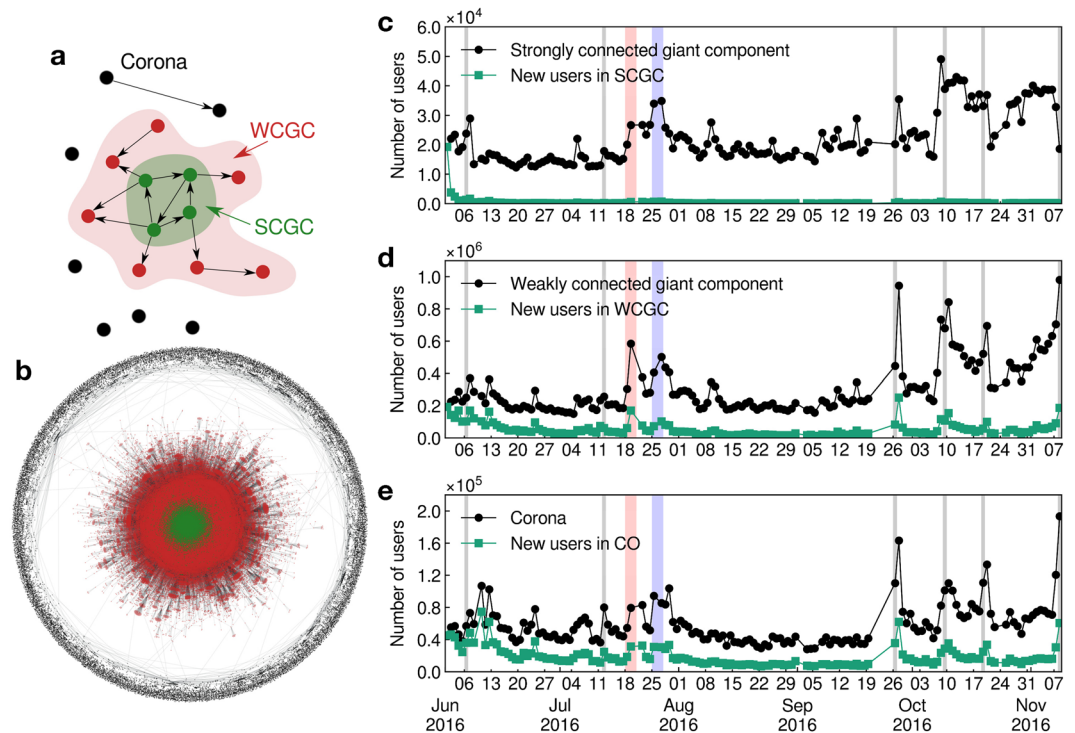 a
Corona
WCGC
SCGC
b
c
×10⁴
Number of users
6.0
5.0
4.0
3.0
2.0
1.0
0.0
Strongly connected giant component
New users in SCGC
06 13 20 27 04 11 18 25 01 08 15 22 29 05 12 19 26 03 10 17 24 31 07
d
×10⁶
Number of users
1.0
0.8
0.6
0.4
0.2
0.0
Weakly connected giant component
New users in WCGC
06 13 20 27 04 11 18 25 01 08 15 22 29 05 12 19 26 03 10 17 24 31 07
e
×10⁵
Number of users
2.0
1.6
1.2
0.8
0.4
0.0
Corona
New users in CO
06 13 20 27 04 11 18 25 01 08 15 22 29 05 12 19 26 03 10 17 24 31 07
Jun Jul Aug Sep Oct Nov
2016 2016 2016 2016 2016 2016